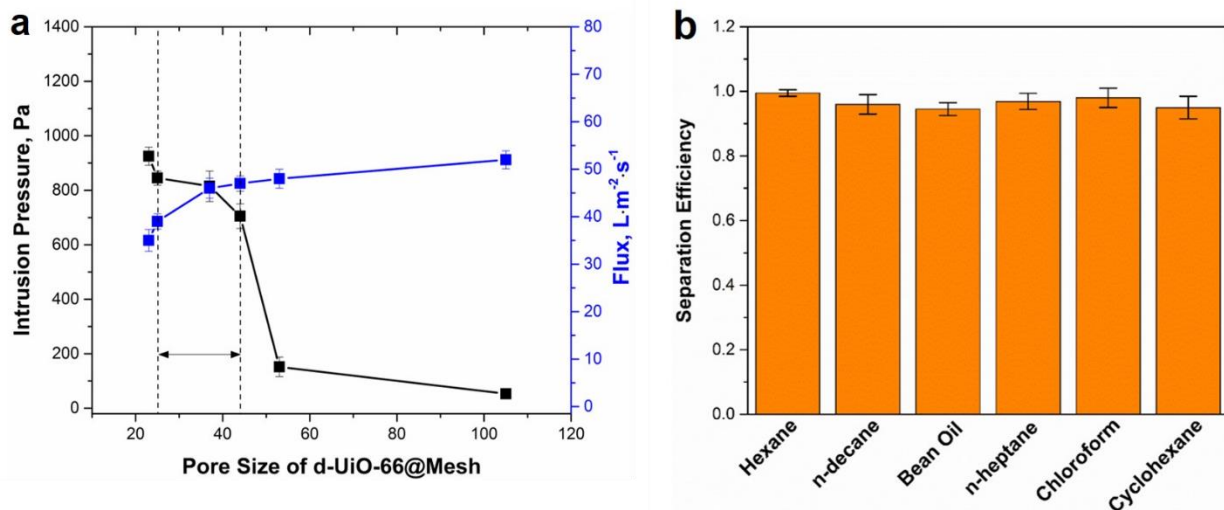 a
1400
1200
1000
800
600
400
200
0
Intrusion Pressure, Pa
20
40
60
80
100
120
Pore Size of d-UiO-66@Mesh
80
70
60
50
40
30
20
10
0
Flux, L·m⁻²·s⁻¹
b
1.2
1.0
0.8
0.6
0.4
0.2
0.0
Separation Efficiency
Hexane
n-decane
Bean Oil
n-heptane
Chloroform
Cyclohexane